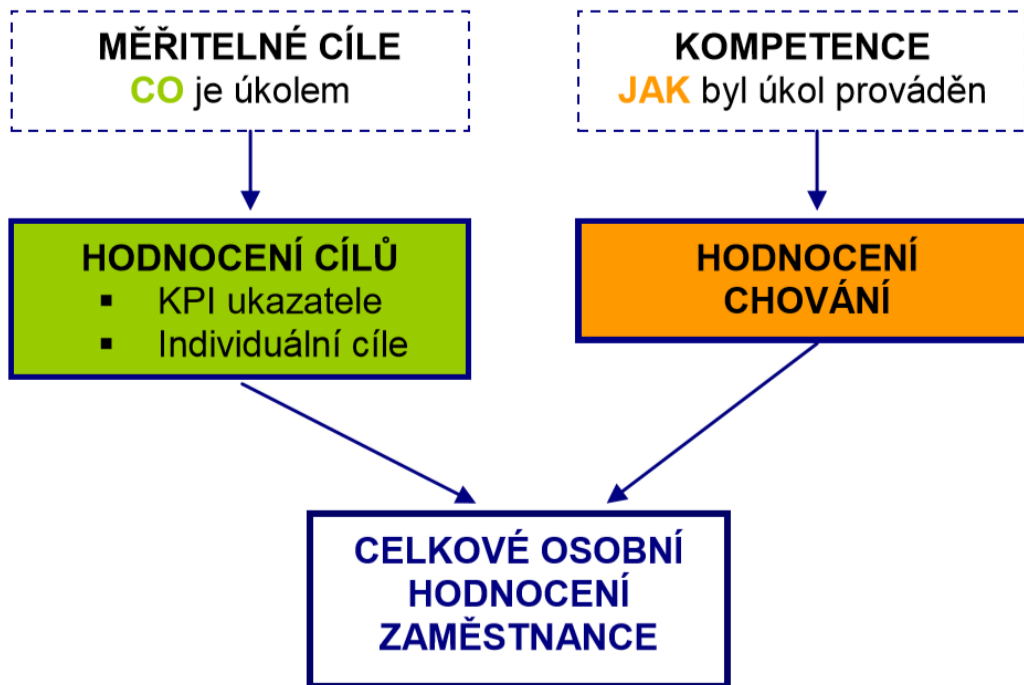 MĚŘITELNÉ CÍLE
CO je úkolem
KOMPETENCE
JAK byl úkol prováděn
HODNOCENÍ CÍLŮ
▪ KPI ukazatele
▪ Individuální cíle
HODNOCENÍ
CHOVÁNÍ
CELKOVÉ OSOBNÍ
HODNOCENÍ
ZAMĚSTNANCE